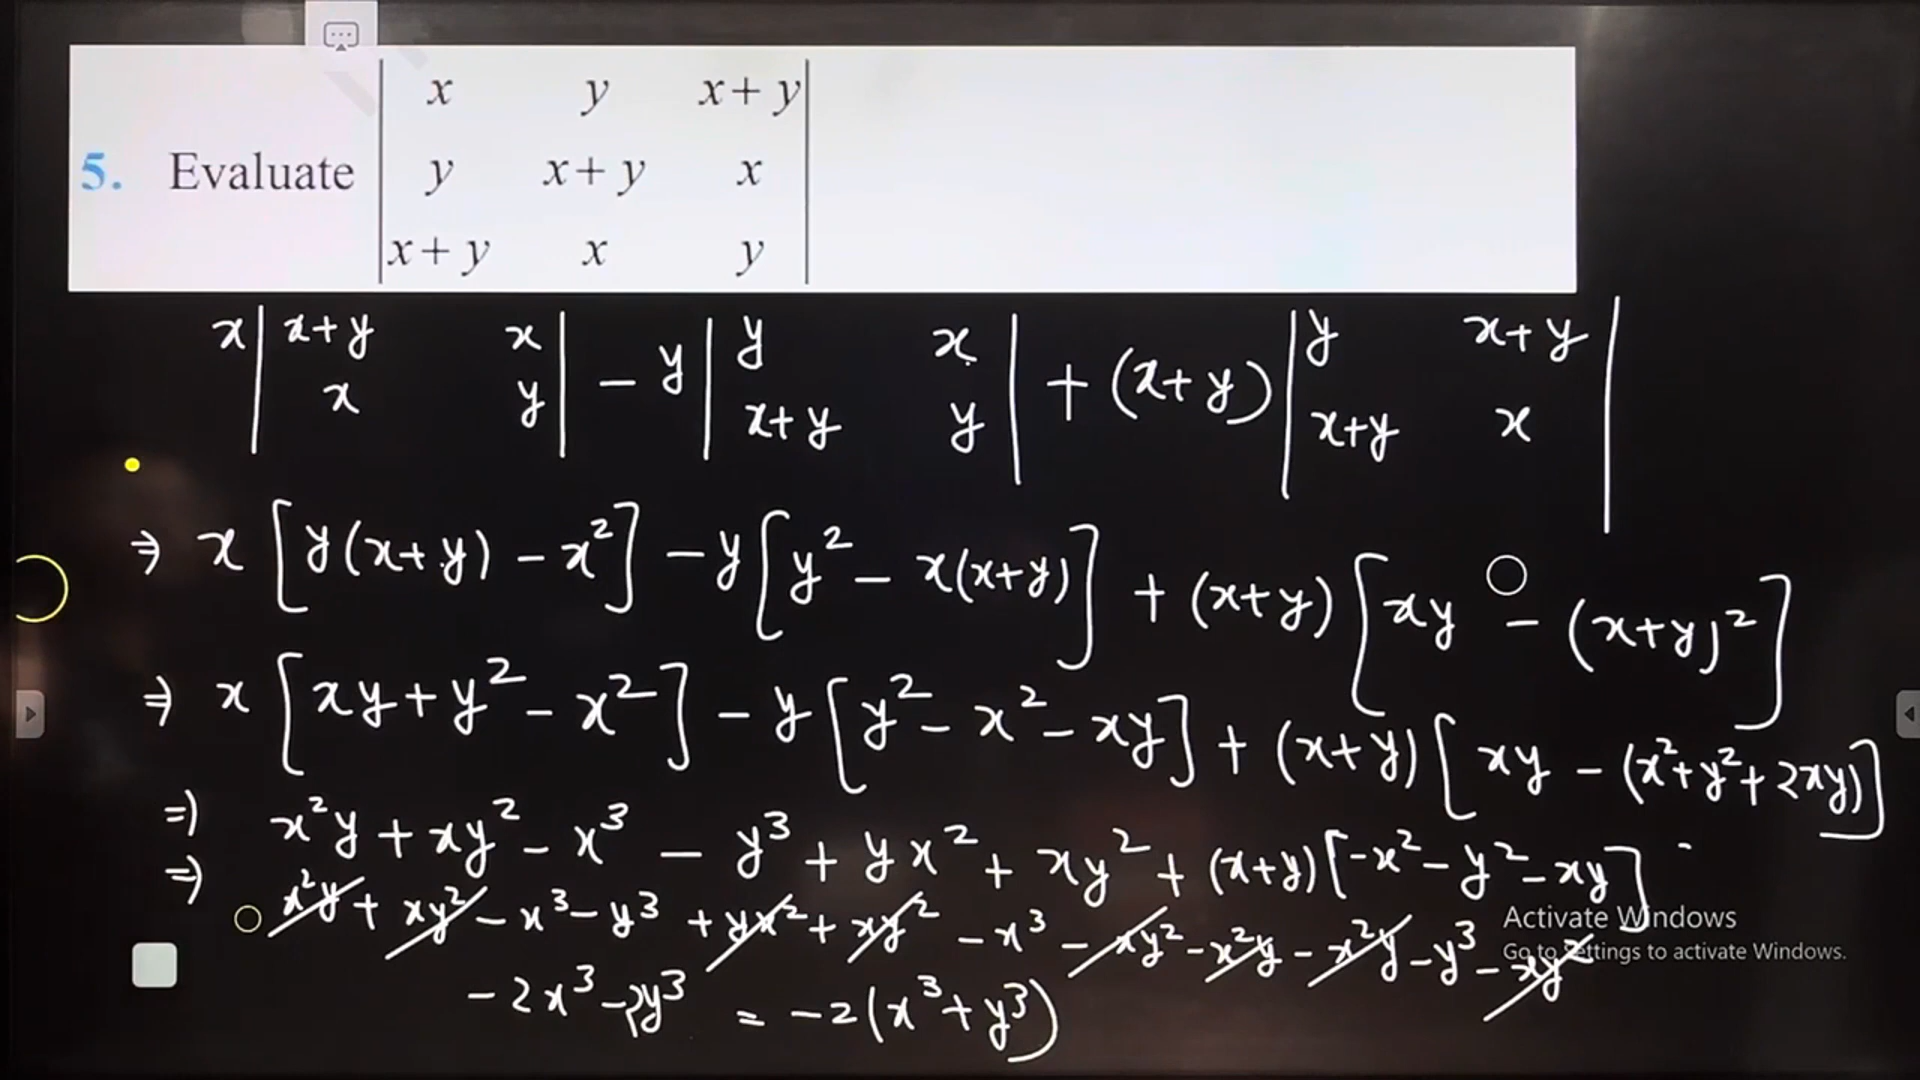 x y x+y
5. Evaluate y x+y x
x+y x y
x | x+y x | - y | y x | + (x+y) | y x+y |
x y x+y y x+y x
⇒ x [y(x+y) - x²] - y [y² - x(x+y)] + (x+y) [xy - (x+y)²]
⇒ x [xy + y² - x²] - y [y² - x² - xy] + (x+y) [xy - (x²+y²+2xy)]
⇒ x²y + xy² - x³ - y³ + yx² + xy² + (x+y) [-x² - y² - xy]
⇒ x²y + xy² - x³ - y³ + yx² + xy² - x³ - xy² - x²y - x²y - y³ - xy²
Activate Windows
Go to Settings to activate Windows.
-2x³ - 2y³ = -2(x³ + y³)